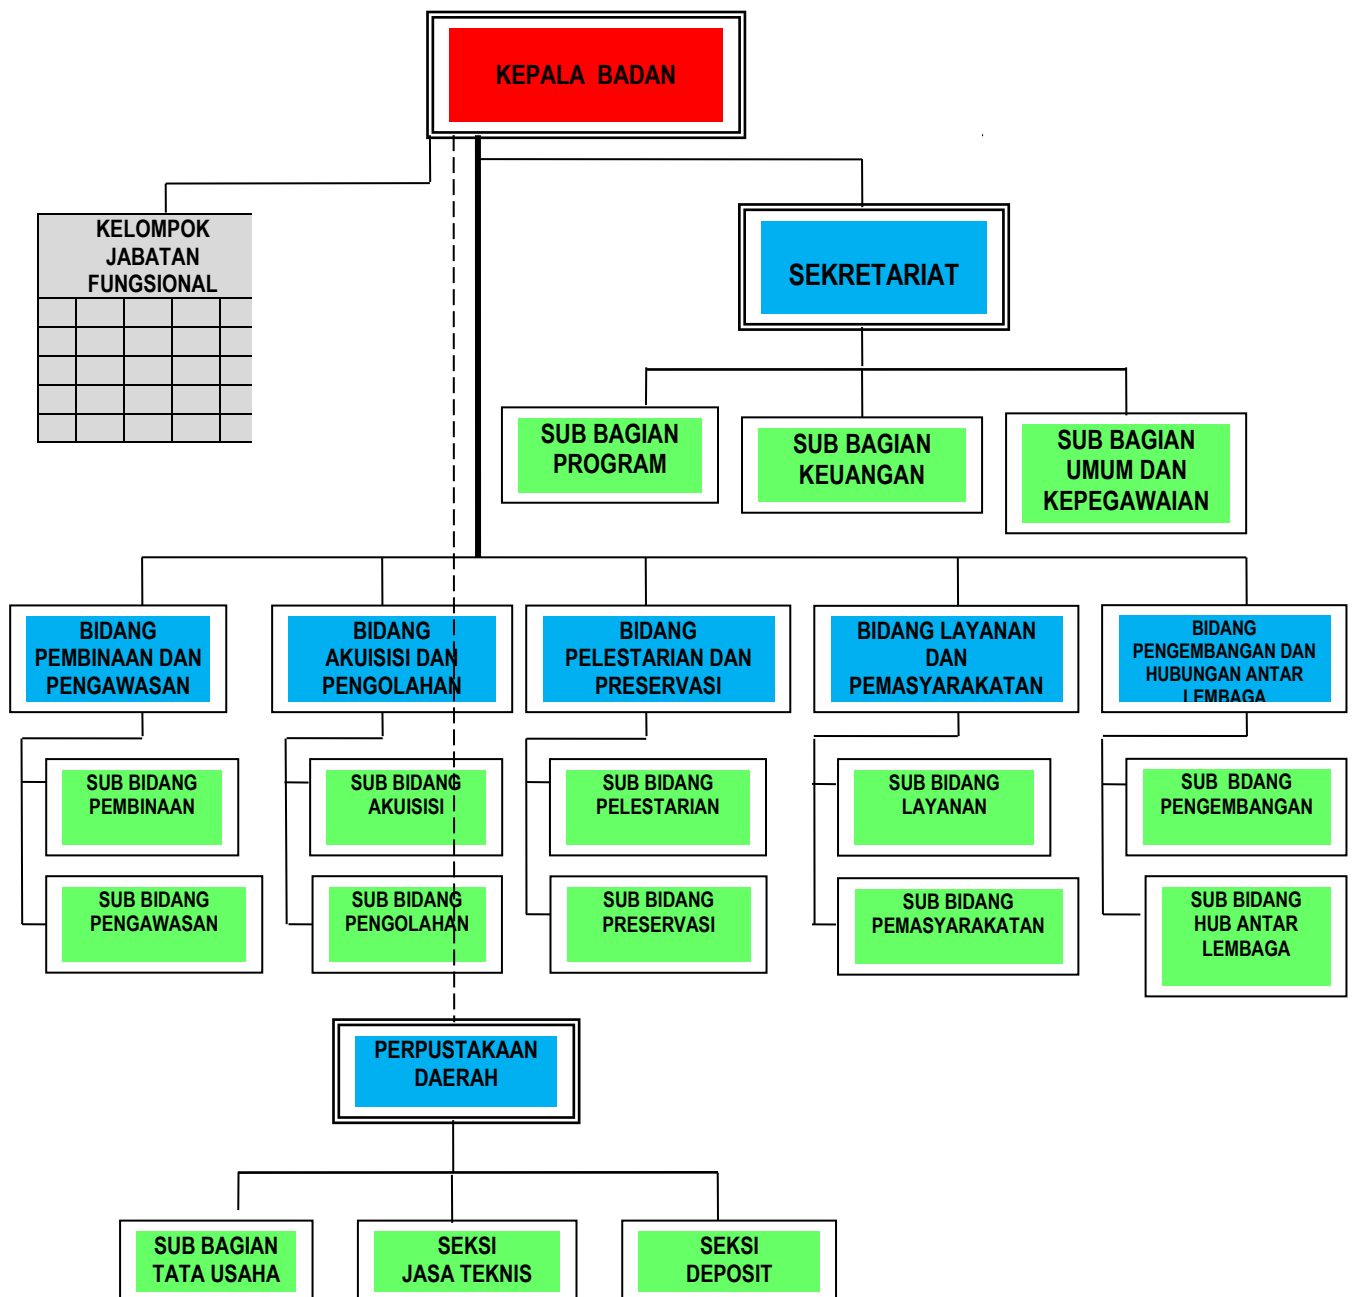 KEPALA BADAN
KELOMPOK
JABATAN
FUNGSIONAL
SEKRETARIAT
SUB BAGIAN
PROGRAM
SUB BAGIAN
KEUANGAN
SUB BAGIAN
UMUM DAN
KEPEGAWAIAN
BIDANG
PEMBINAAN DAN
PENGAWASAN
BIDANG
AKUISISI DAN
PENGOLAHAN
BIDANG
PELESTARIAN DAN
PRESERVASI
BIDANG LAYANAN
DAN
PEMASYARAKATAN
BIDANG
PENGEMBANGAN DAN
HUBUNGAN ANTAR
LEMBAGA
SUB BIDANG
PEMBINAAN
SUB BIDANG
AKUISISI
SUB BIDANG
PELESTARIAN
SUB BIDANG
LAYANAN
SUB BDANG
PENGEMBANGAN
SUB BIDANG
PENGAWASAN
SUB BIDANG
PENGOLAHAN
SUB BIDANG
PRESERVASI
SUB BIDANG
PEMASYARAKATAN
SUB BIDANG
HUB ANTAR
LEMBAGA
PERPUSTAKAAN
DAERAH
SUB BAGIAN
TATA USAHA
SEKSI
JASA TEKNIS
SEKSI
DEPOSIT